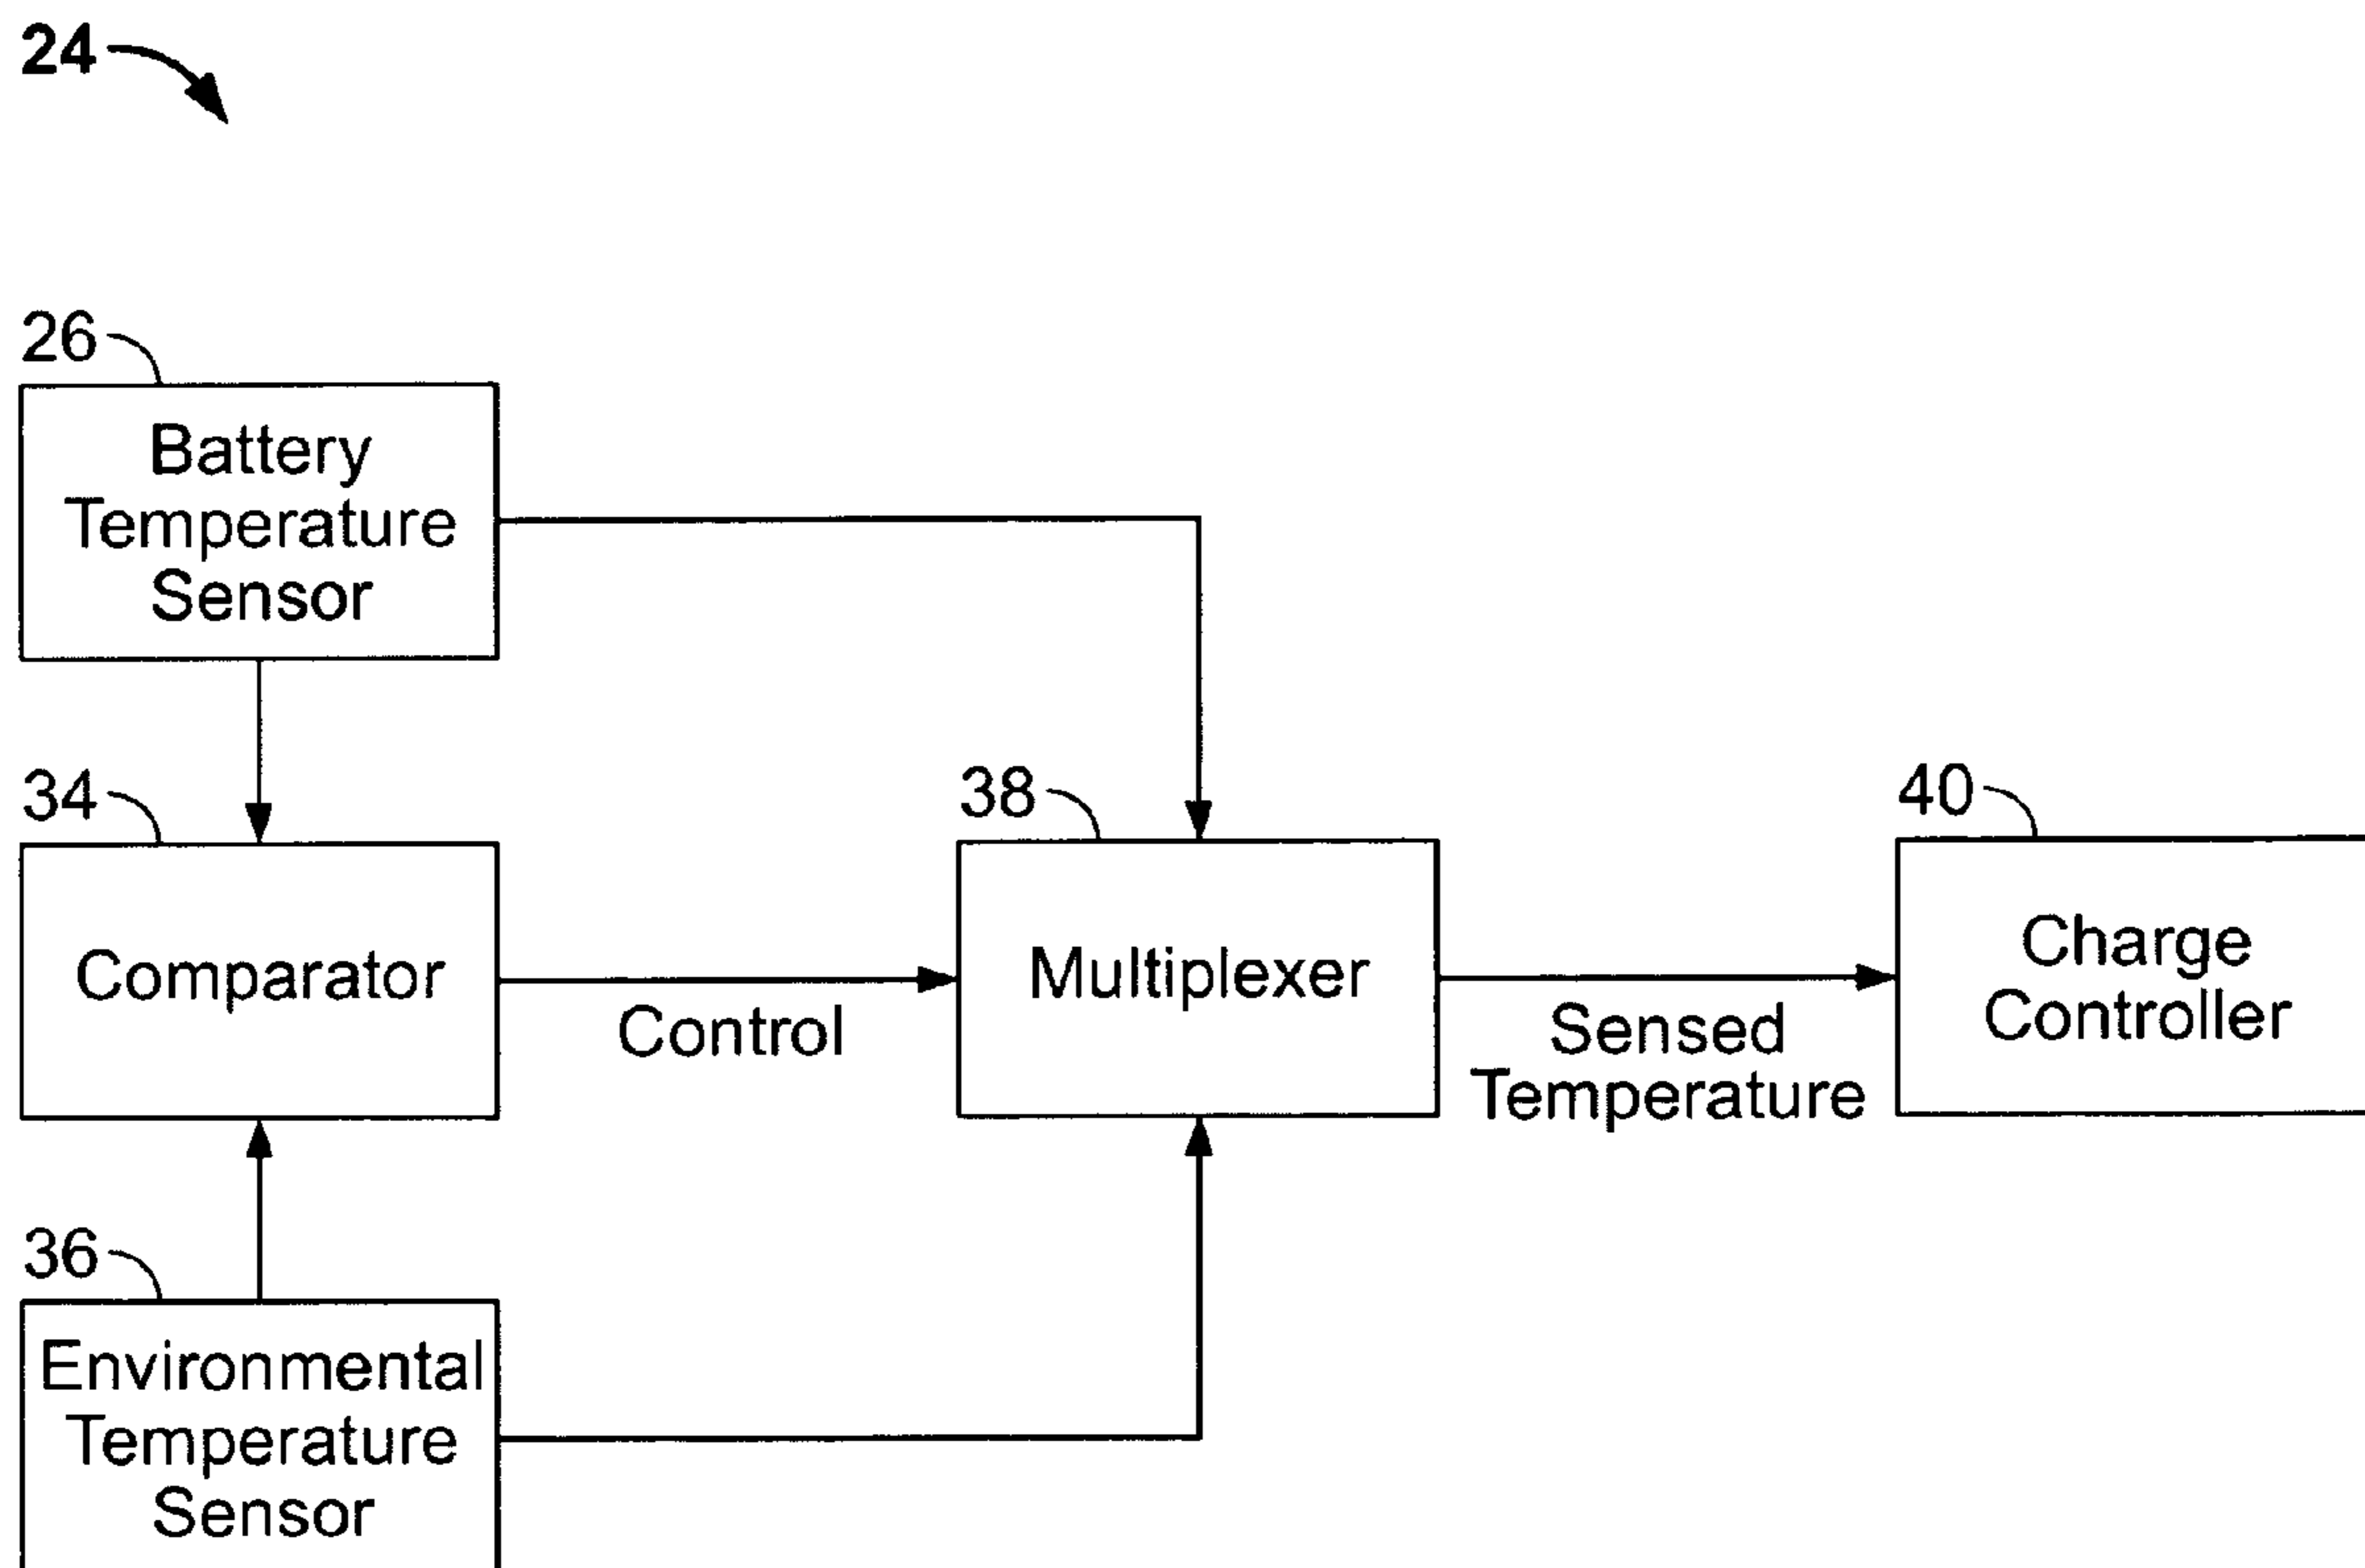 24
26
Battery
Temperature
Sensor
34
Comparator
Control
38
Multiplexer
Sensed
Temperature
40
Charge
Controller
36
Environmental
Temperature
Sensor